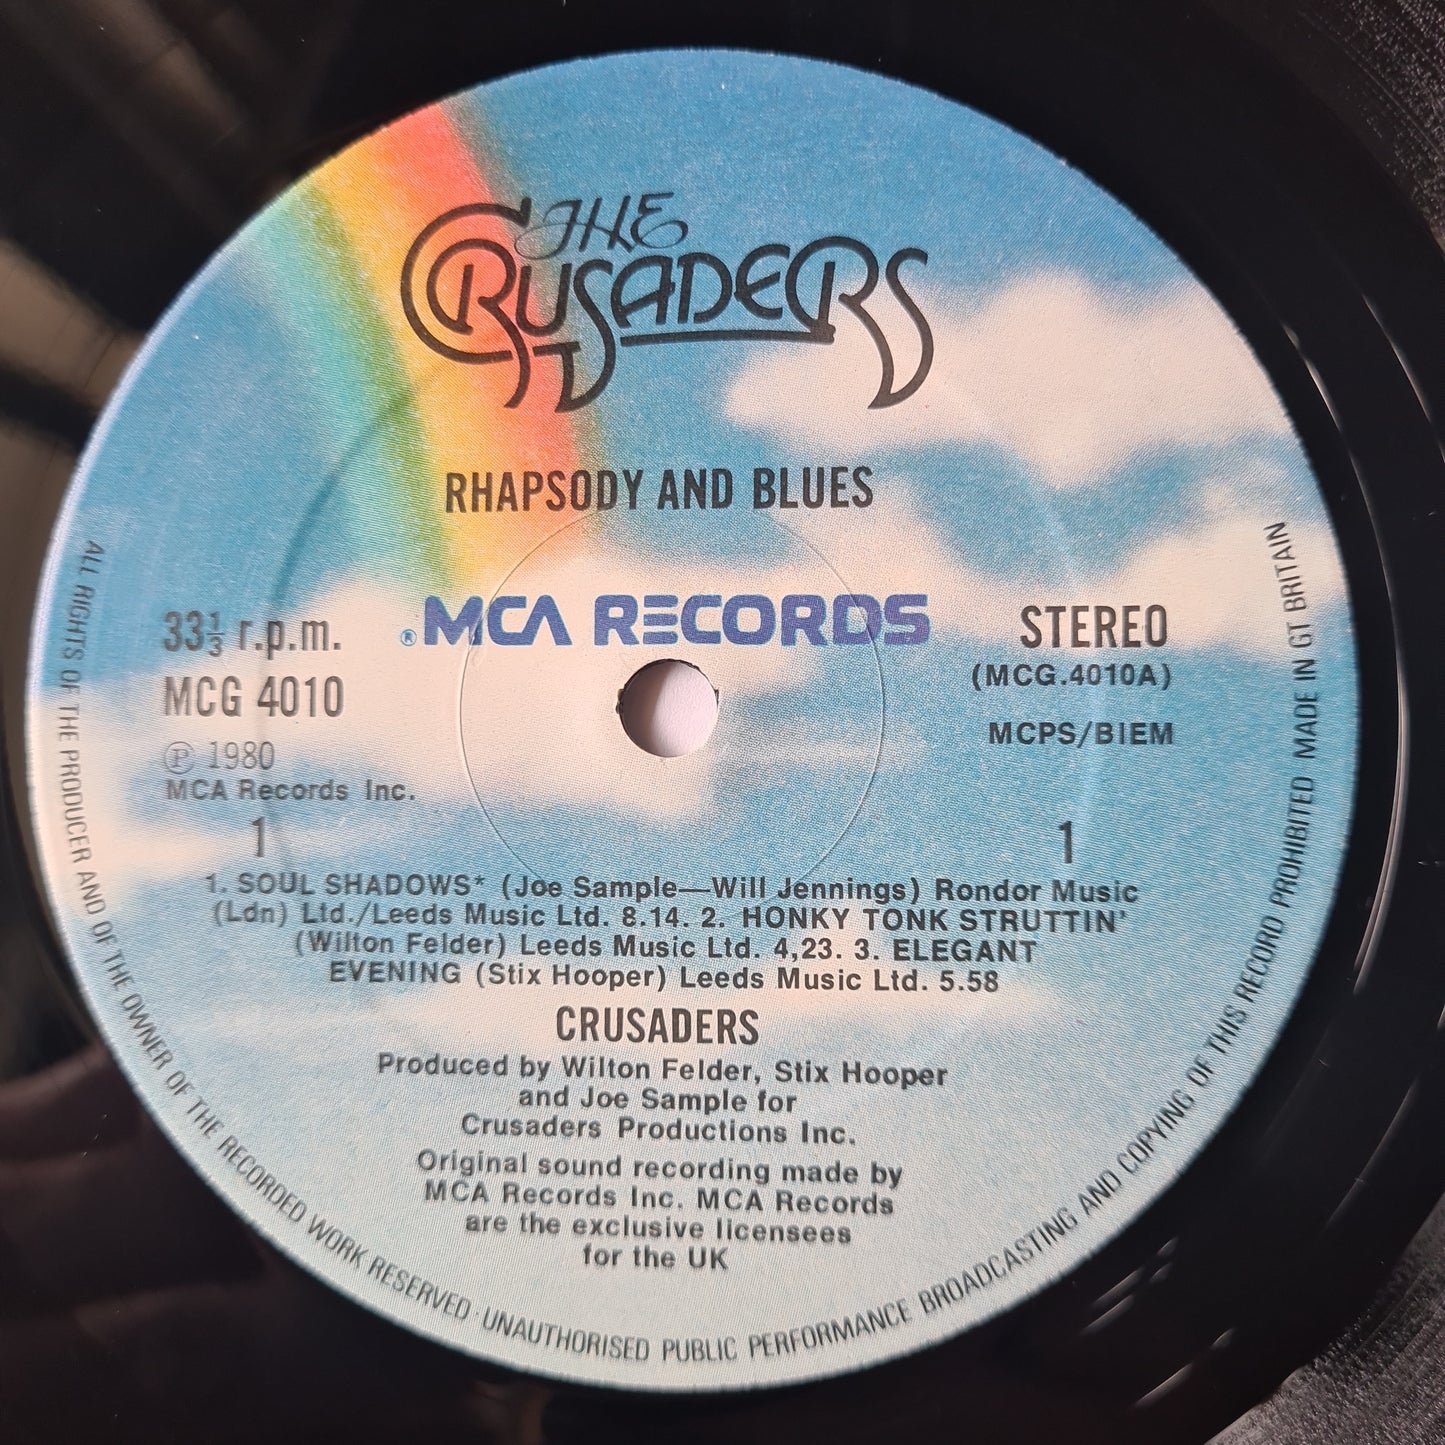 THE
CRUSADERS
RHAPSODY AND BLUES
33⅓ r.p.m.
MCG 4010
℗ 1980
MCA Records Inc.
® MCA RECORDS
STEREO
(MCG.4010A)
MCPS/BIEM
1
1
1. SOUL SHADOWS* (Joe Sample—Will Jennings) Rondor Music
(Ldn) Ltd./Leeds Music Ltd. 8.14. 2. HONKY TONK STRUTTIN'
(Wilton Felder) Leeds Music Ltd. 4,23. 3. ELEGANT
EVENING (Stix Hooper) Leeds Music Ltd. 5.58
CRUSADERS
Produced by Wilton Felder, Stix Hooper
and Joe Sample for
Crusaders Productions Inc.
Original sound recording made by
MCA Records Inc. MCA Records
are the exclusive licensees
for the UK
ALL RIGHTS OF THE PRODUCER AND OF THE OWNER OF THE RECORDED WORK RESERVED · UNAUTHORISED PUBLIC PERFORMANCE BROADCASTING AND COPYING OF THIS RECORD PROHIBITED MADE IN GT BRITAIN